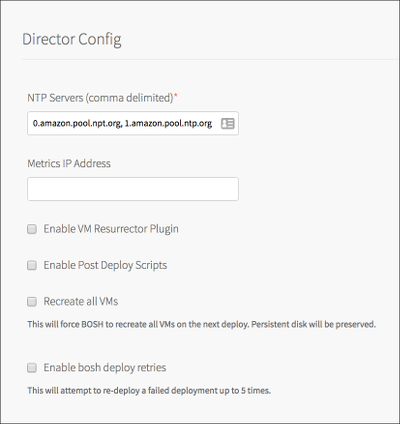 Director Config
NTP Servers (comma delimited)*
0.amazon.pool.npt.org, 1.amazon.pool.ntp.org
Metrics IP Address
Enable VM Resurrector Plugin
Enable Post Deploy Scripts
Recreate all VMs
This will force BOSH to recreate all VMs on the next deploy. Persistent disk will be preserved.
Enable bosh deploy retries
This will attempt to re-deploy a failed deployment up to 5 times.